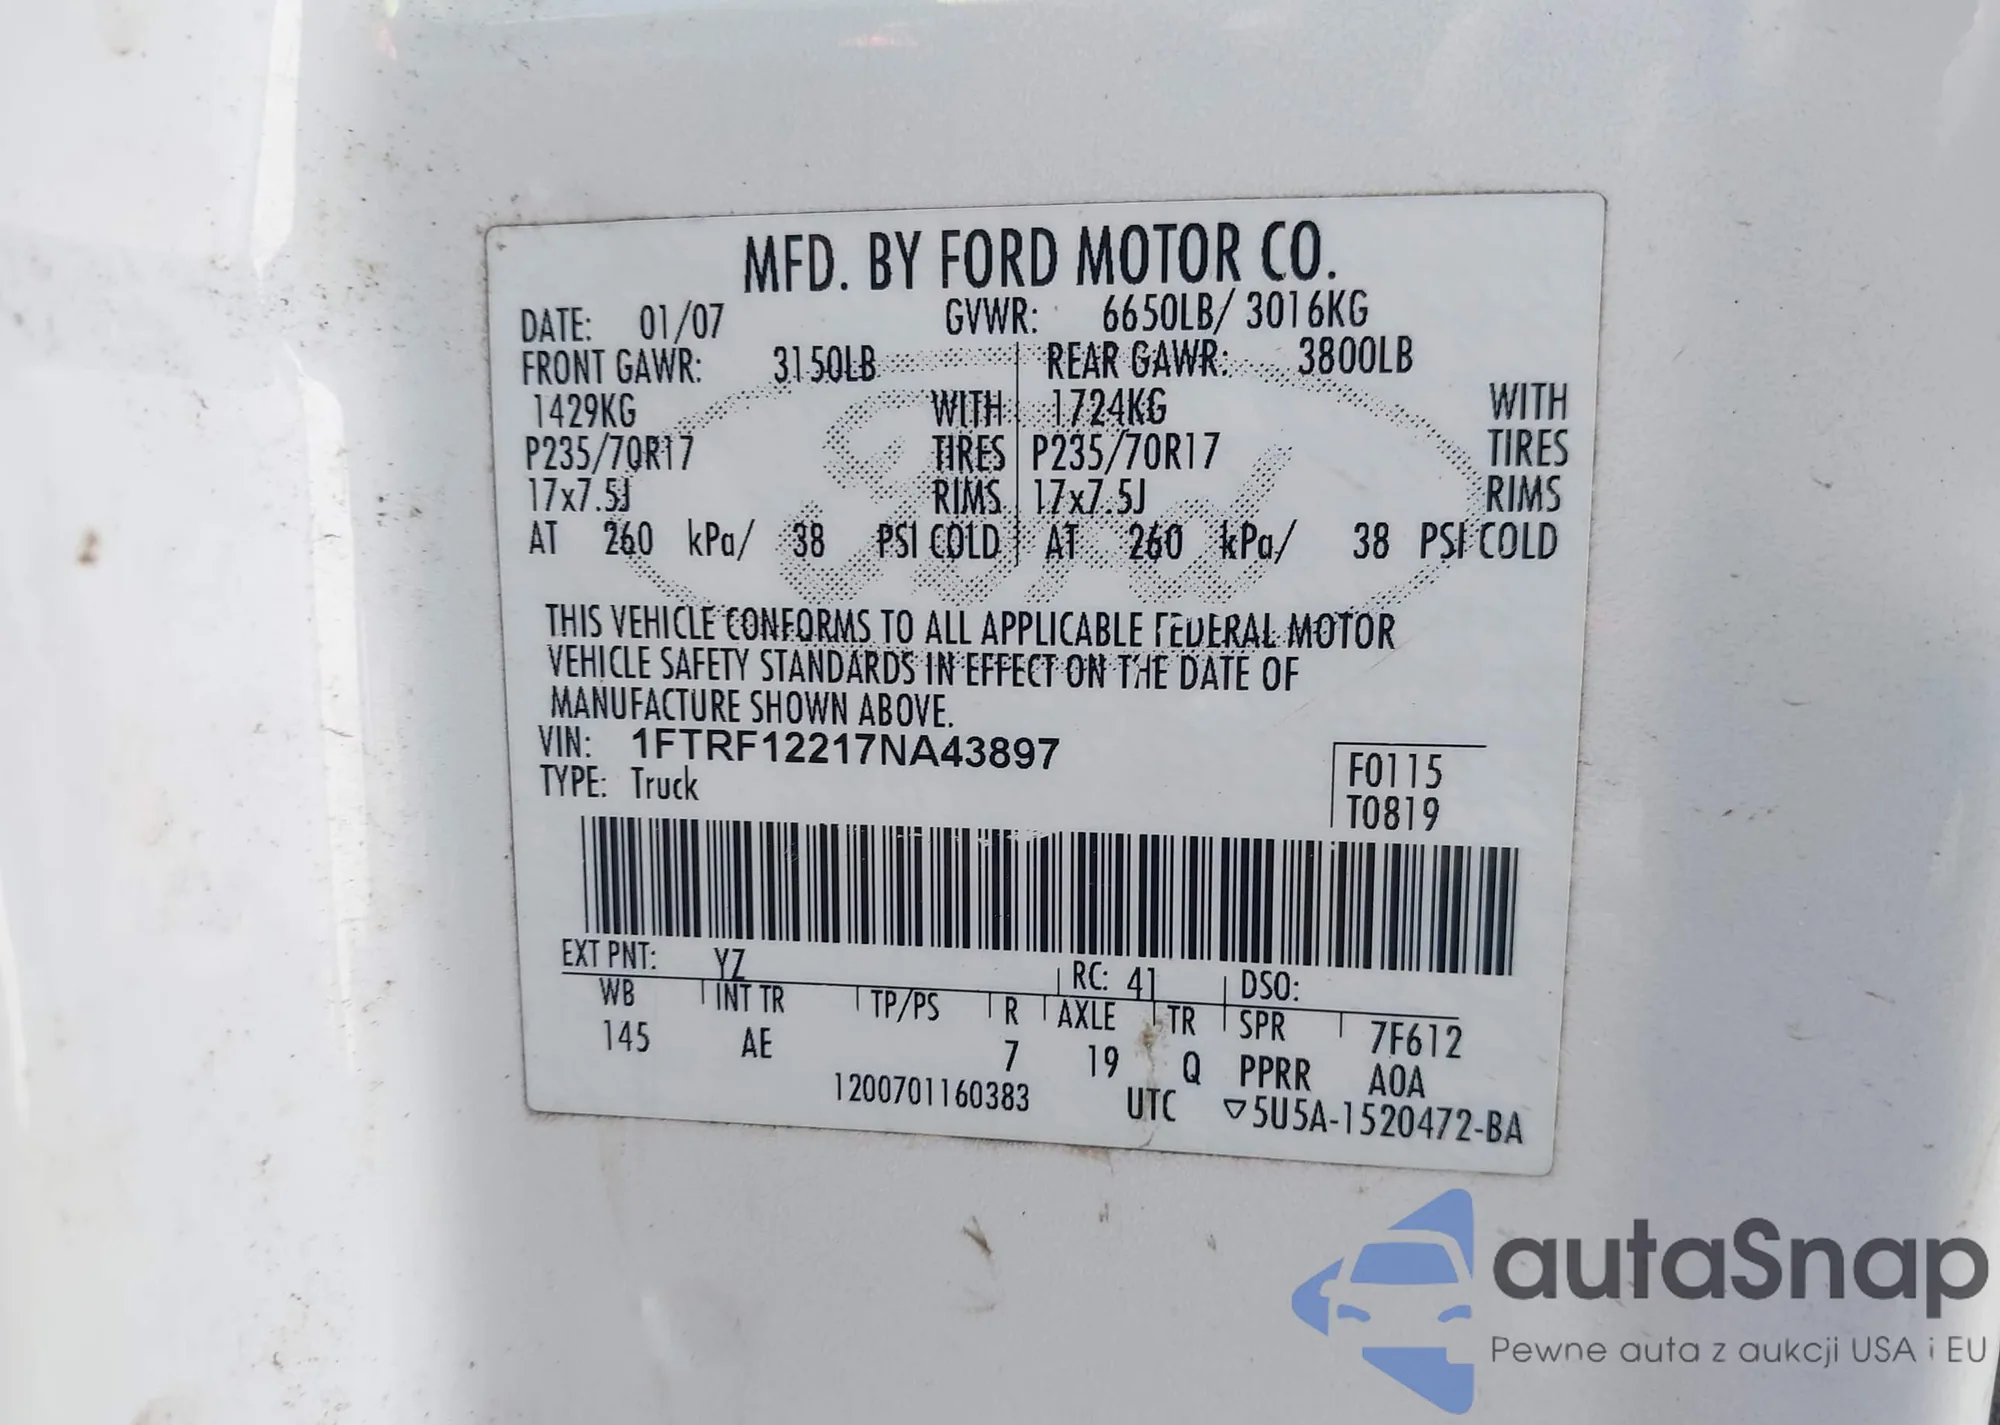 MFD. BY FORD MOTOR CO.
DATE: 01/07 GVWR: 6650LB/ 3016KG
FRONT GAWR: 3150LB REAR GAWR: 3800LB
1429KG WITH 1724KG WITH
P235/70R17 TIRES P235/70R17 TIRES
17x7.5J RIMS 17x7.5J RIMS
AT 260 kPa/ 38 PSI COLD AT 260 kPa/ 38 PSI COLD
Ford
THIS VEHICLE CONFORMS TO ALL APPLICABLE FEDERAL MOTOR
VEHICLE SAFETY STANDARDS IN EFFECT ON THE DATE OF
MANUFACTURE SHOWN ABOVE.
VIN: 1FTRF12217NA43897
TYPE: Truck
F0115
T0819
EXT PNT: YZ RC: 41 DSO:
WB INT TR TP/PS R AXLE TR SPR 7F612
145 AE 7 19 Q PPRR A0A
1200701160383 UTC ▽5U5A-1520472-BA
autaSnap
Pewne auta z aukcji USA i EU